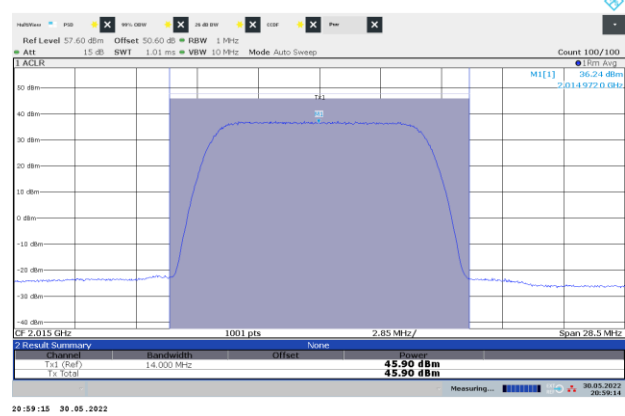 MultiView PSD 99% OBW 26 dB BW CCDF Pwr
Ref Level 57.60 dBm Offset 50.60 dB RBW 1 MHz
Att 15 dB SWT 1.01 ms VBW 10 MHz Mode Auto Sweep Count 100/100
1 ACLR 1Rm Avg
M1[1] 36.24 dBm
2.0149720 GHz
50 dBm
Tx1
40 dBm
M1
30 dBm
20 dBm
10 dBm
0 dBm
-10 dBm
-20 dBm
-30 dBm
-40 dBm
CF 2.015 GHz 1001 pts 2.85 MHz/ Span 28.5 MHz
2 Result Summary None
Channel Bandwidth Offset Power
Tx1 (Ref) 14.000 MHz 45.90 dBm
Tx Total 45.90 dBm
Measuring... 30.05.2022
20:59:14
20:59:15 30.05.2022